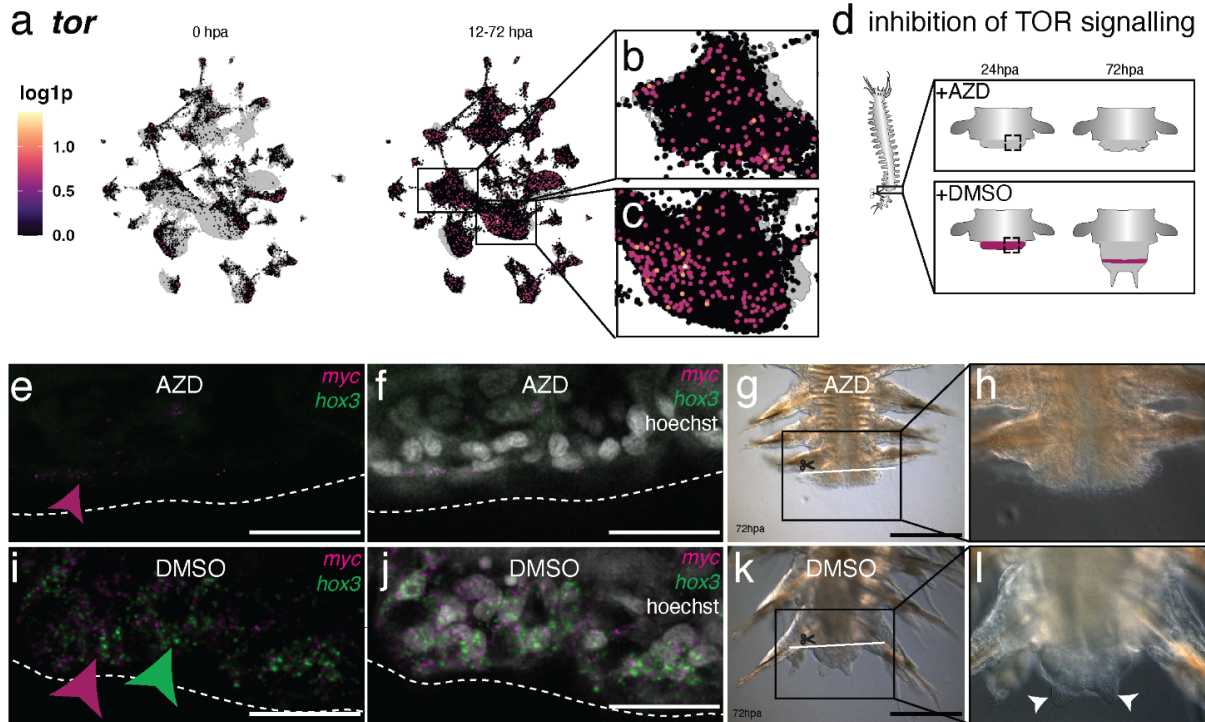 a tor
0 hpa
12-72 hpa
log1p
1.0
0.5
0.0
b
c
d inhibition of TOR signalling
24hpa
72hpa
+AZD
+DMSO
e
AZD
myc
hox3
f
AZD
myc
hox3
hoechst
g
AZD
72hpa
h
i
DMSO
myc
hox3
j
DMSO
myc
hox3
hoechst
k
DMSO
72hpa
l